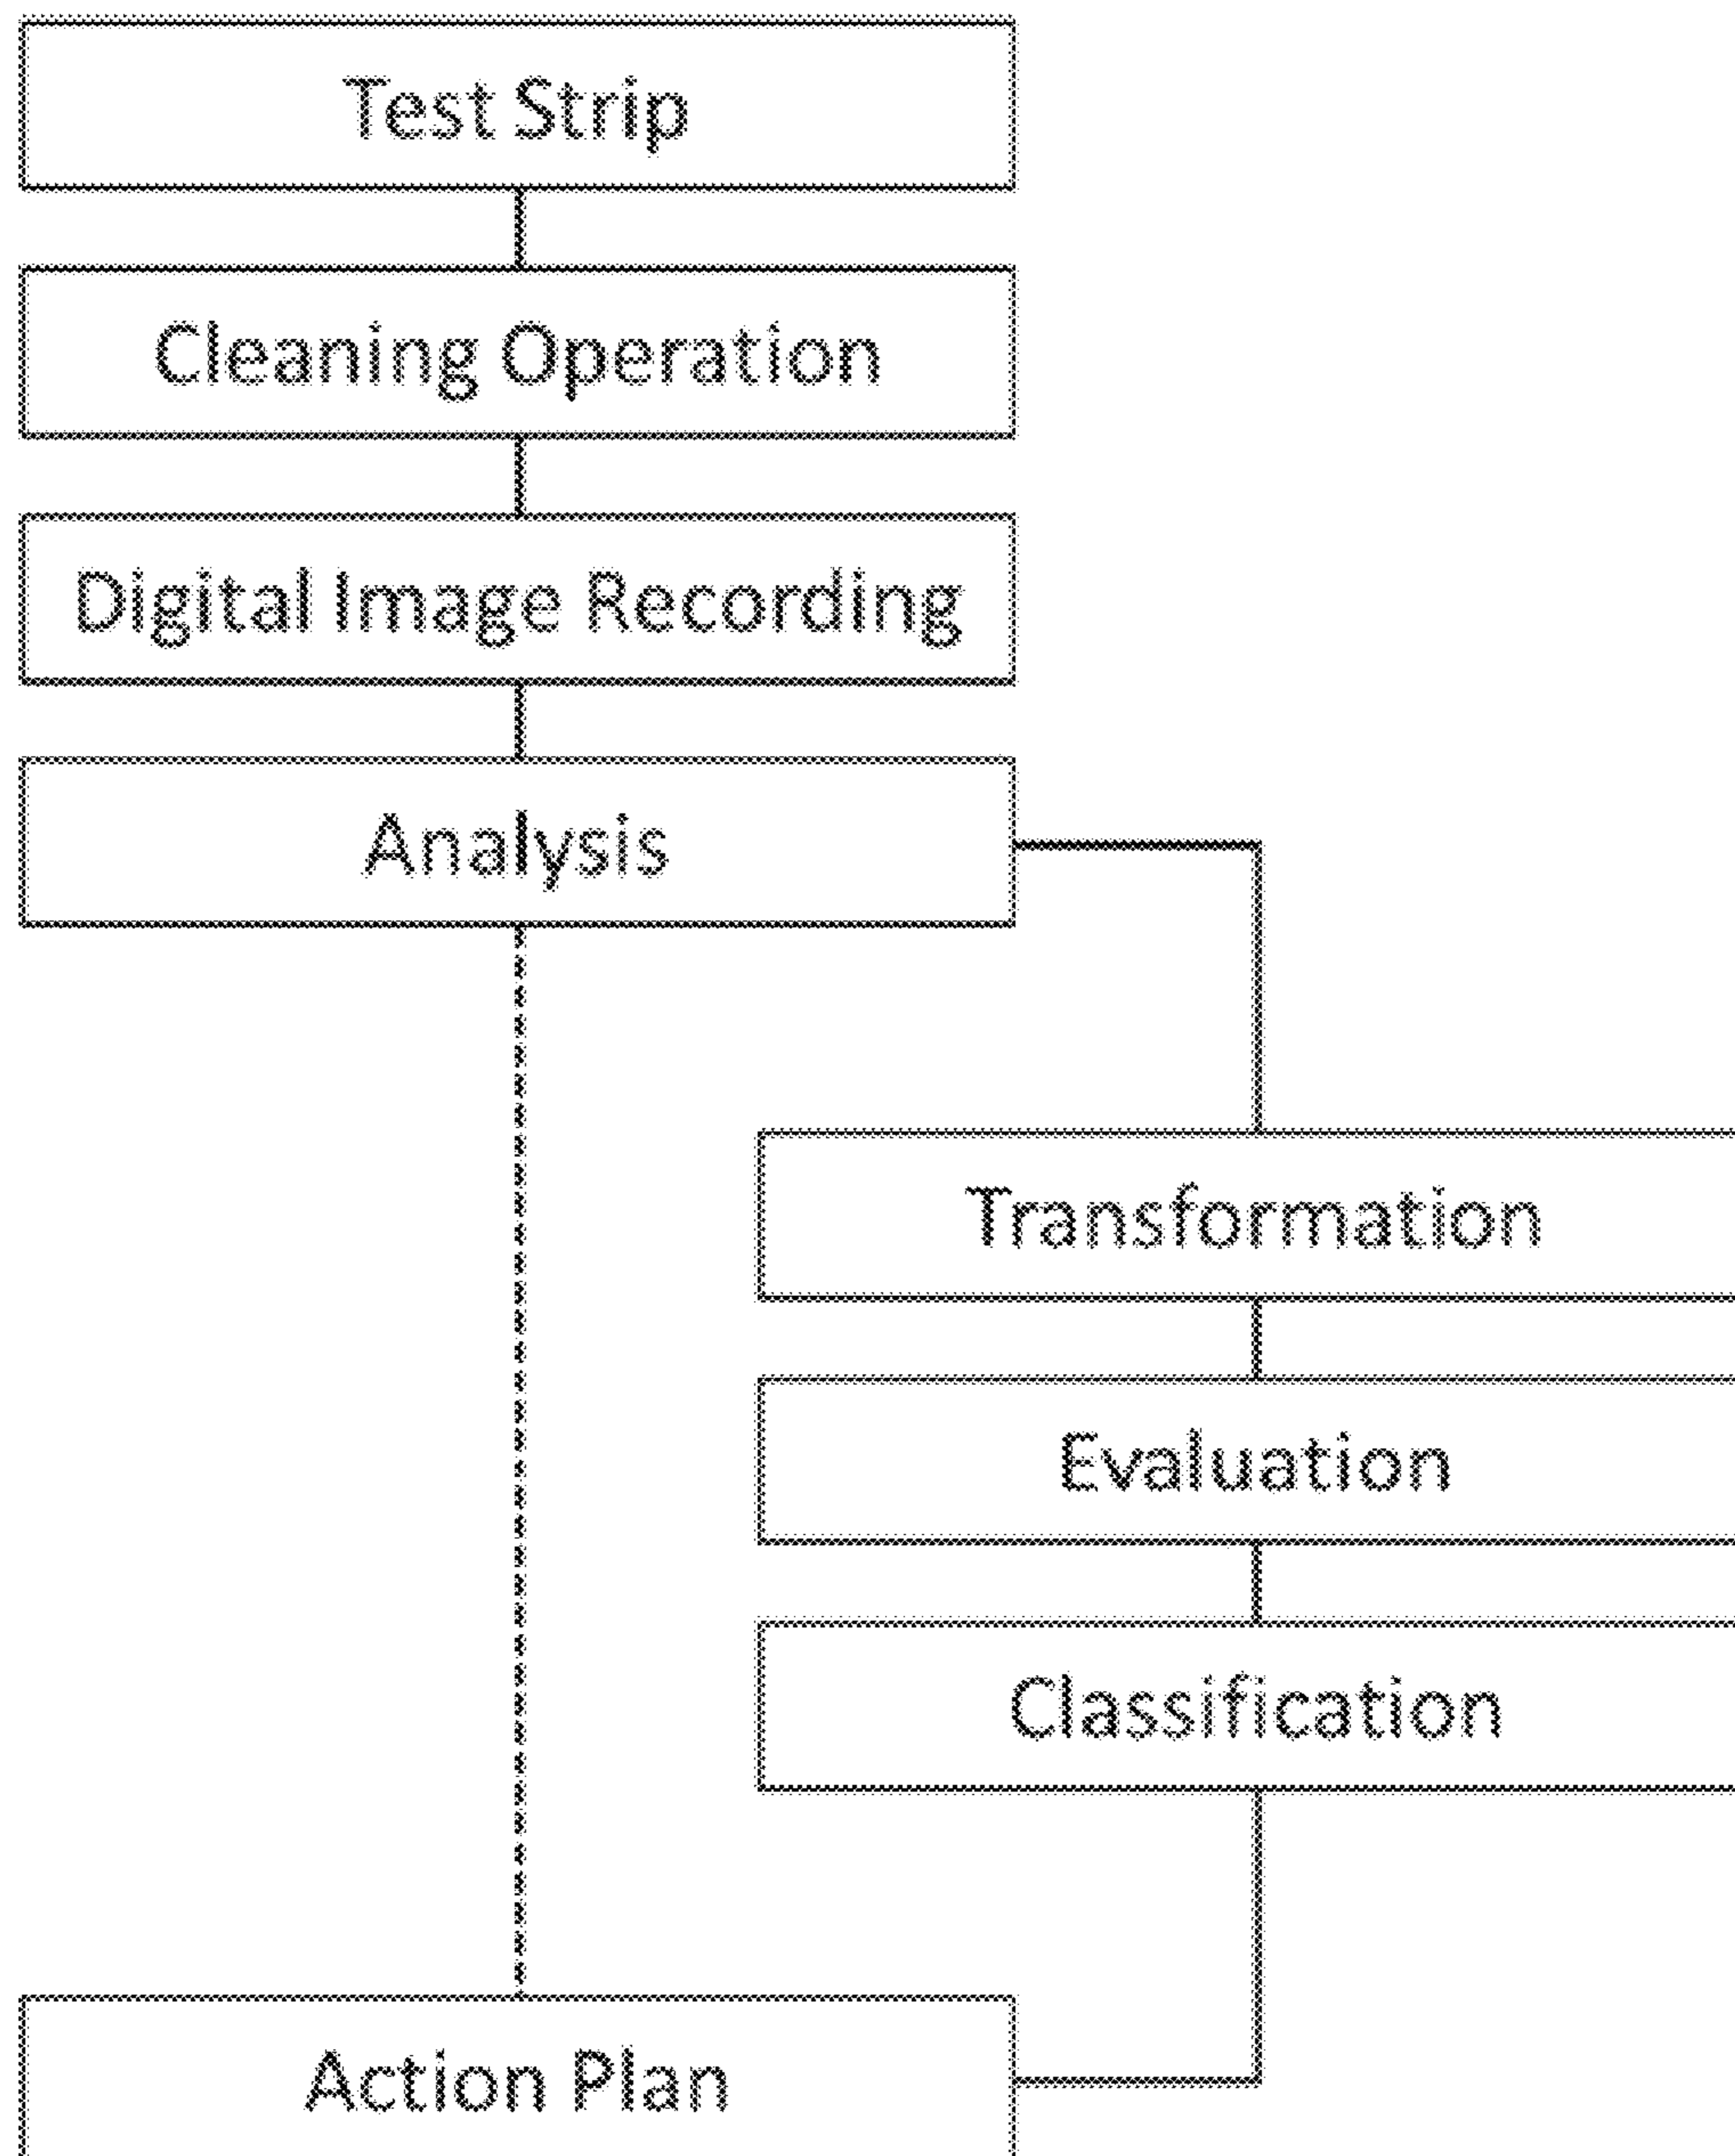 Test Strip
Cleaning Operation
Digital Image Recording
Analysis
Transformation
Evaluation
Classification
Action Plan